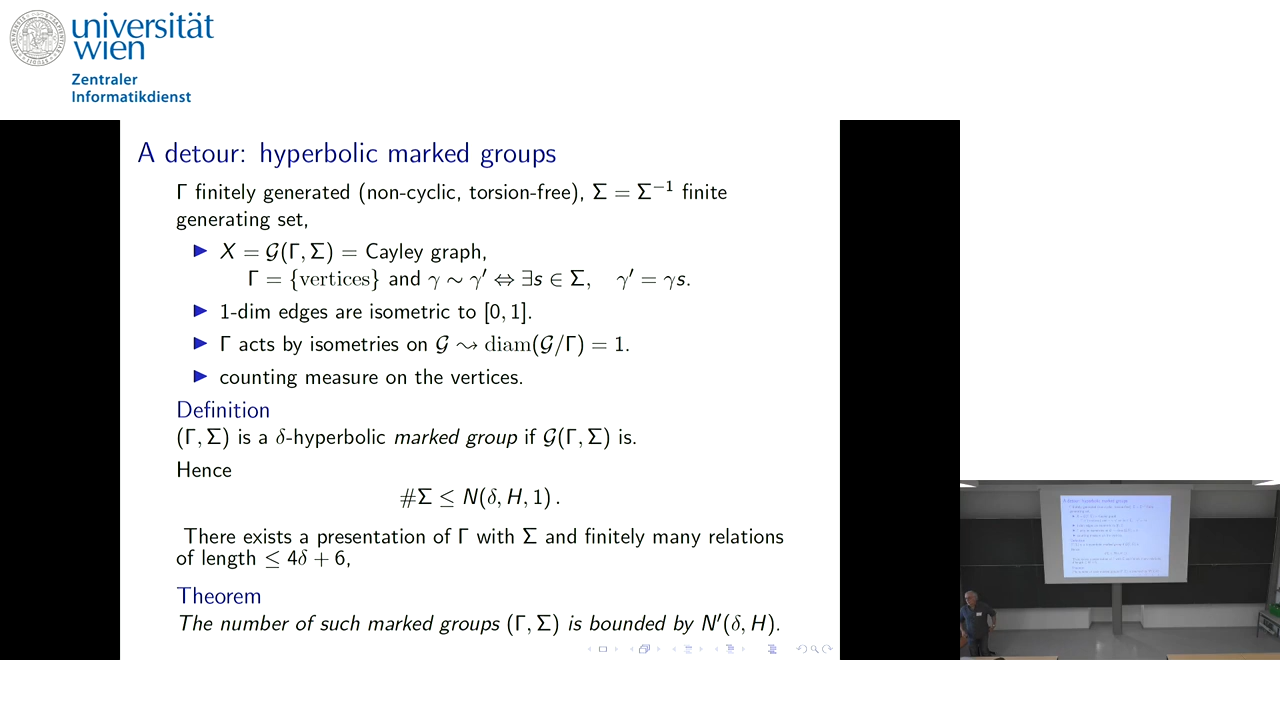 universität
wien
Zentraler
Informatikdienst
A detour: hyperbolic marked groups
Γ finitely generated (non-cyclic, torsion-free), Σ = Σ⁻¹ finite
generating set,
▶ X = 𝒢(Γ, Σ) = Cayley graph,
Γ = {vertices} and γ ∼ γ′ ⇔ ∃s ∈ Σ, γ′ = γs.
▶ 1-dim edges are isometric to [0, 1].
▶ Γ acts by isometries on 𝒢 ⇝ diam(𝒢/Γ) = 1.
▶ counting measure on the vertices.
Definition
(Γ, Σ) is a δ-hyperbolic marked group if 𝒢(Γ, Σ) is.
Hence
#Σ ≤ N(δ, H, 1) .
There exists a presentation of Γ with Σ and finitely many relations
of length ≤ 4δ + 6,
Theorem
The number of such marked groups (Γ, Σ) is bounded by N′(δ, H).